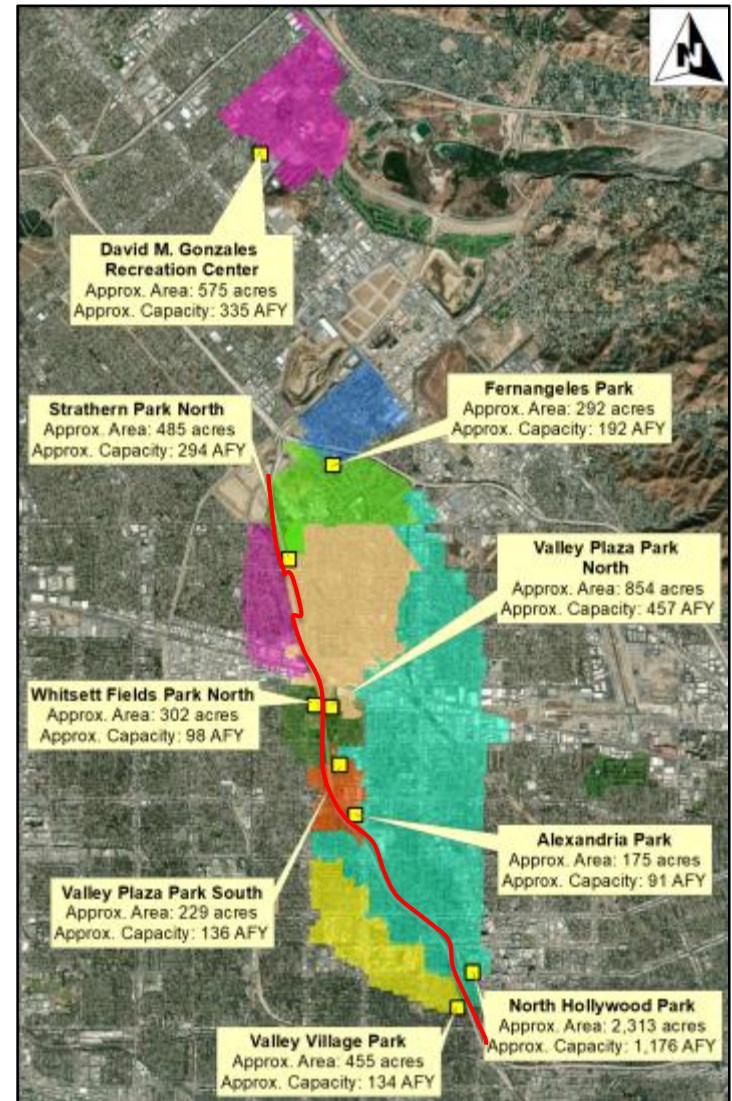 N
David M. Gonzales
Recreation Center
Approx. Area: 575 acres
Approx. Capacity: 335 AFY
Fernangeles Park
Approx. Area: 292 acres
Approx. Capacity: 192 AFY
Strathern Park North
Approx. Area: 485 acres
Approx. Capacity: 294 AFY
Valley Plaza Park
North
Approx. Area: 854 acres
Approx. Capacity: 457 AFY
Whitsett Fields Park North
Approx. Area: 302 acres
Approx. Capacity: 98 AFY
Alexandria Park
Approx. Area: 175 acres
Approx. Capacity: 91 AFY
Valley Plaza Park South
Approx. Area: 229 acres
Approx. Capacity: 136 AFY
North Hollywood Park
Approx. Area: 2,313 acres
Approx. Capacity: 1,176 AFY
Valley Village Park
Approx. Area: 455 acres
Approx. Capacity: 134 AFY